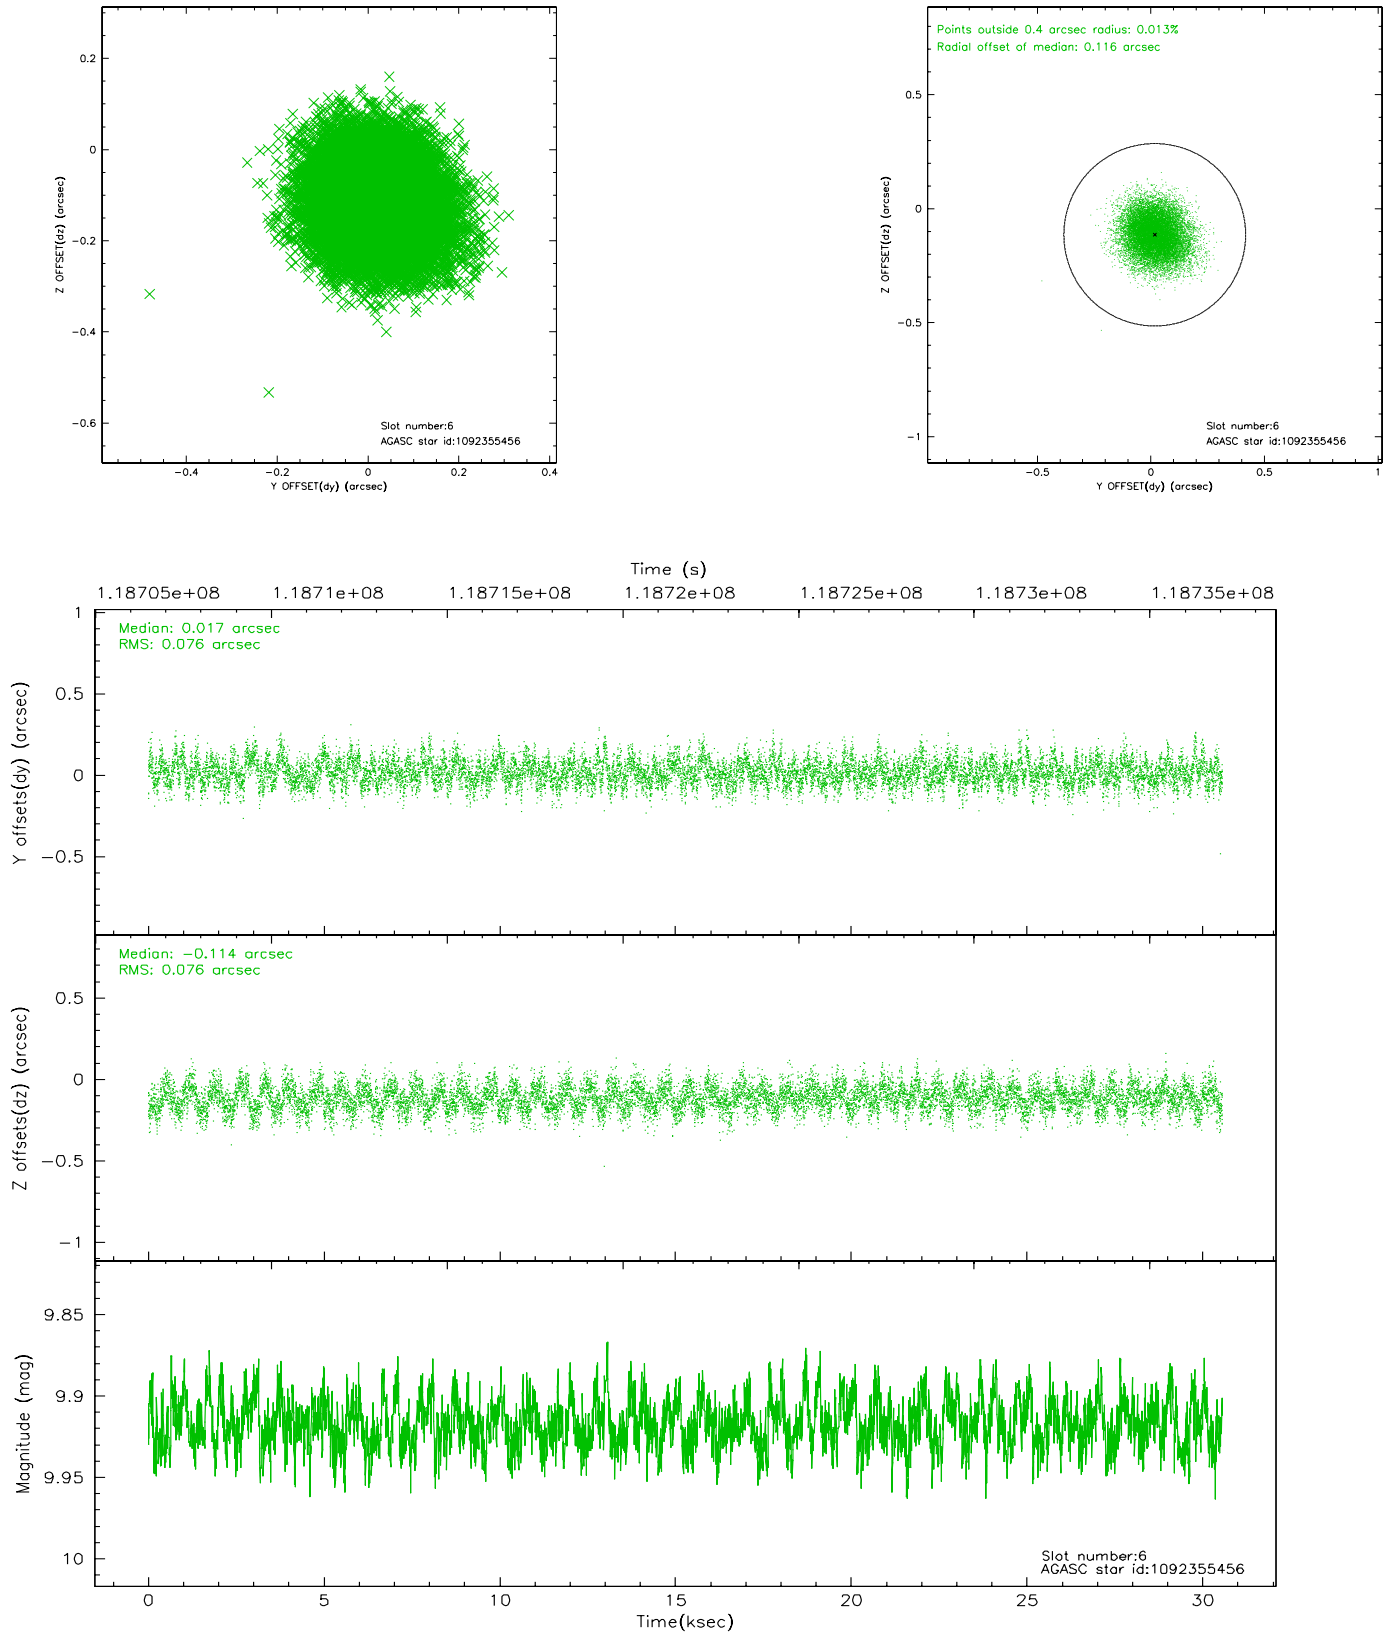 Points outside 0.4 arcsec radius: 0.013%
Radial offset of median: 0.116 arcsec
0.2
0
−0.2
−0.4
−0.6
Z OFFSET(dz) (arcsec)
Slot number:6
AGASC star id:1092355456
−0.4
−0.2
0
0.2
0.4
Y OFFSET(dy) (arcsec)
0.5
0
−0.5
−1
Z OFFSET(dz) (arcsec)
Slot number:6
AGASC star id:1092355456
−0.5
0
0.5
1
Y OFFSET(dy) (arcsec)
Time (s)
1.18705e+08
1.1871e+08
1.18715e+08
1.1872e+08
1.18725e+08
1.1873e+08
1.18735e+08
Median: 0.017 arcsec
RMS: 0.076 arcsec
1
0.5
0
−0.5
Y offsets(dy) (arcsec)
Median: −0.114 arcsec
RMS: 0.076 arcsec
0.5
0
−0.5
−1
Z offsets(dz) (arcsec)
9.85
9.9
9.95
10
Magnitude (mag)
Slot number:6
AGASC star id:1092355456
0
5
10
15
20
25
30
Time(ksec)